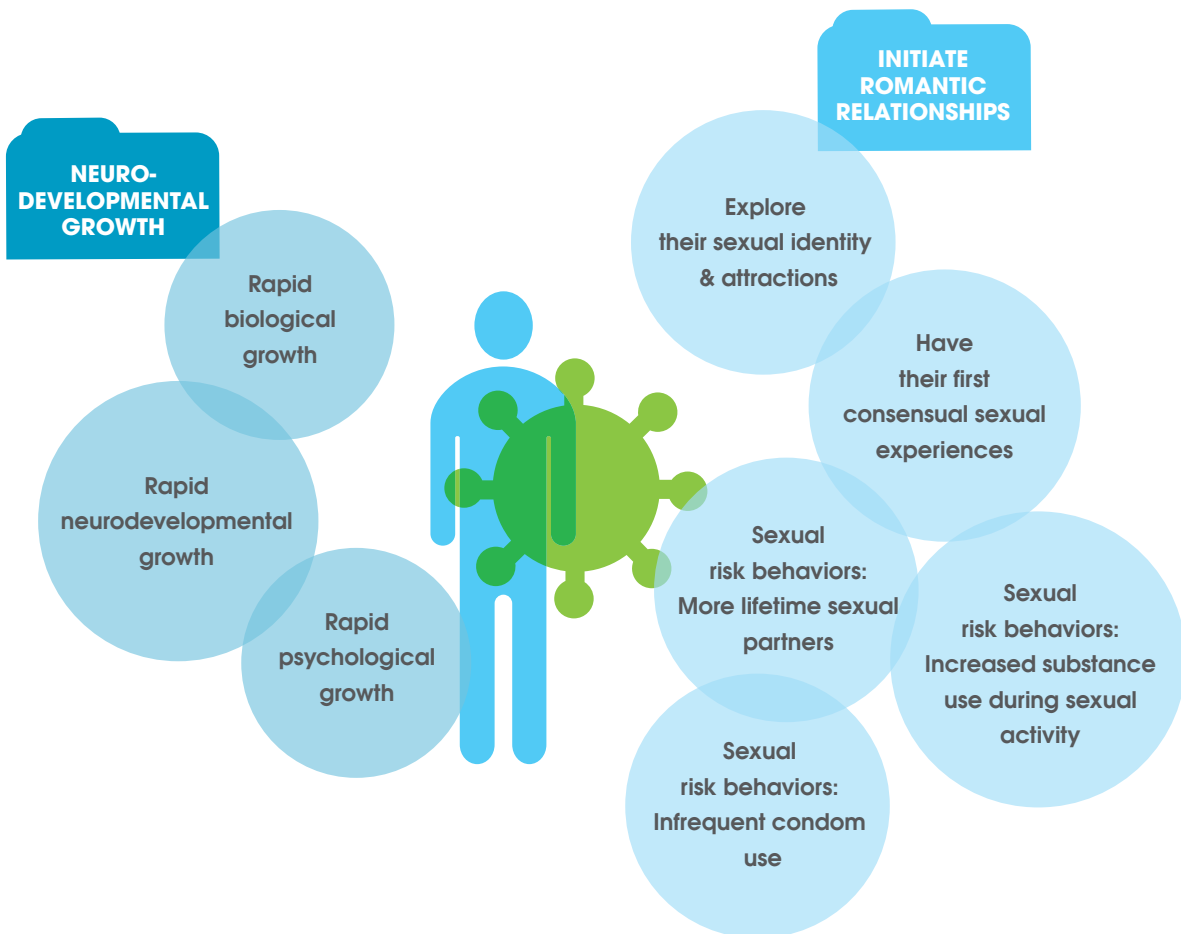 NEURO-
DEVELOPMENTAL
GROWTH
Rapid
biological
growth
Rapid
neurodevelopmental
growth
Rapid
psychological
growth
INITIATE
ROMANTIC
RELATIONSHIPS
Explore
their sexual identity
& attractions
Have
their first
consensual sexual
experiences
Sexual
risk behaviors:
More lifetime sexual
partners
Sexual
risk behaviors:
Increased substance
use during sexual
activity
Sexual
risk behaviors:
Infrequent condom
use